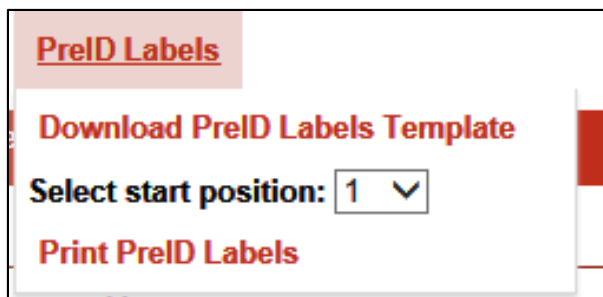 PreID Labels
Download PreID Labels Template
Select start position: 1
Print PreID Labels